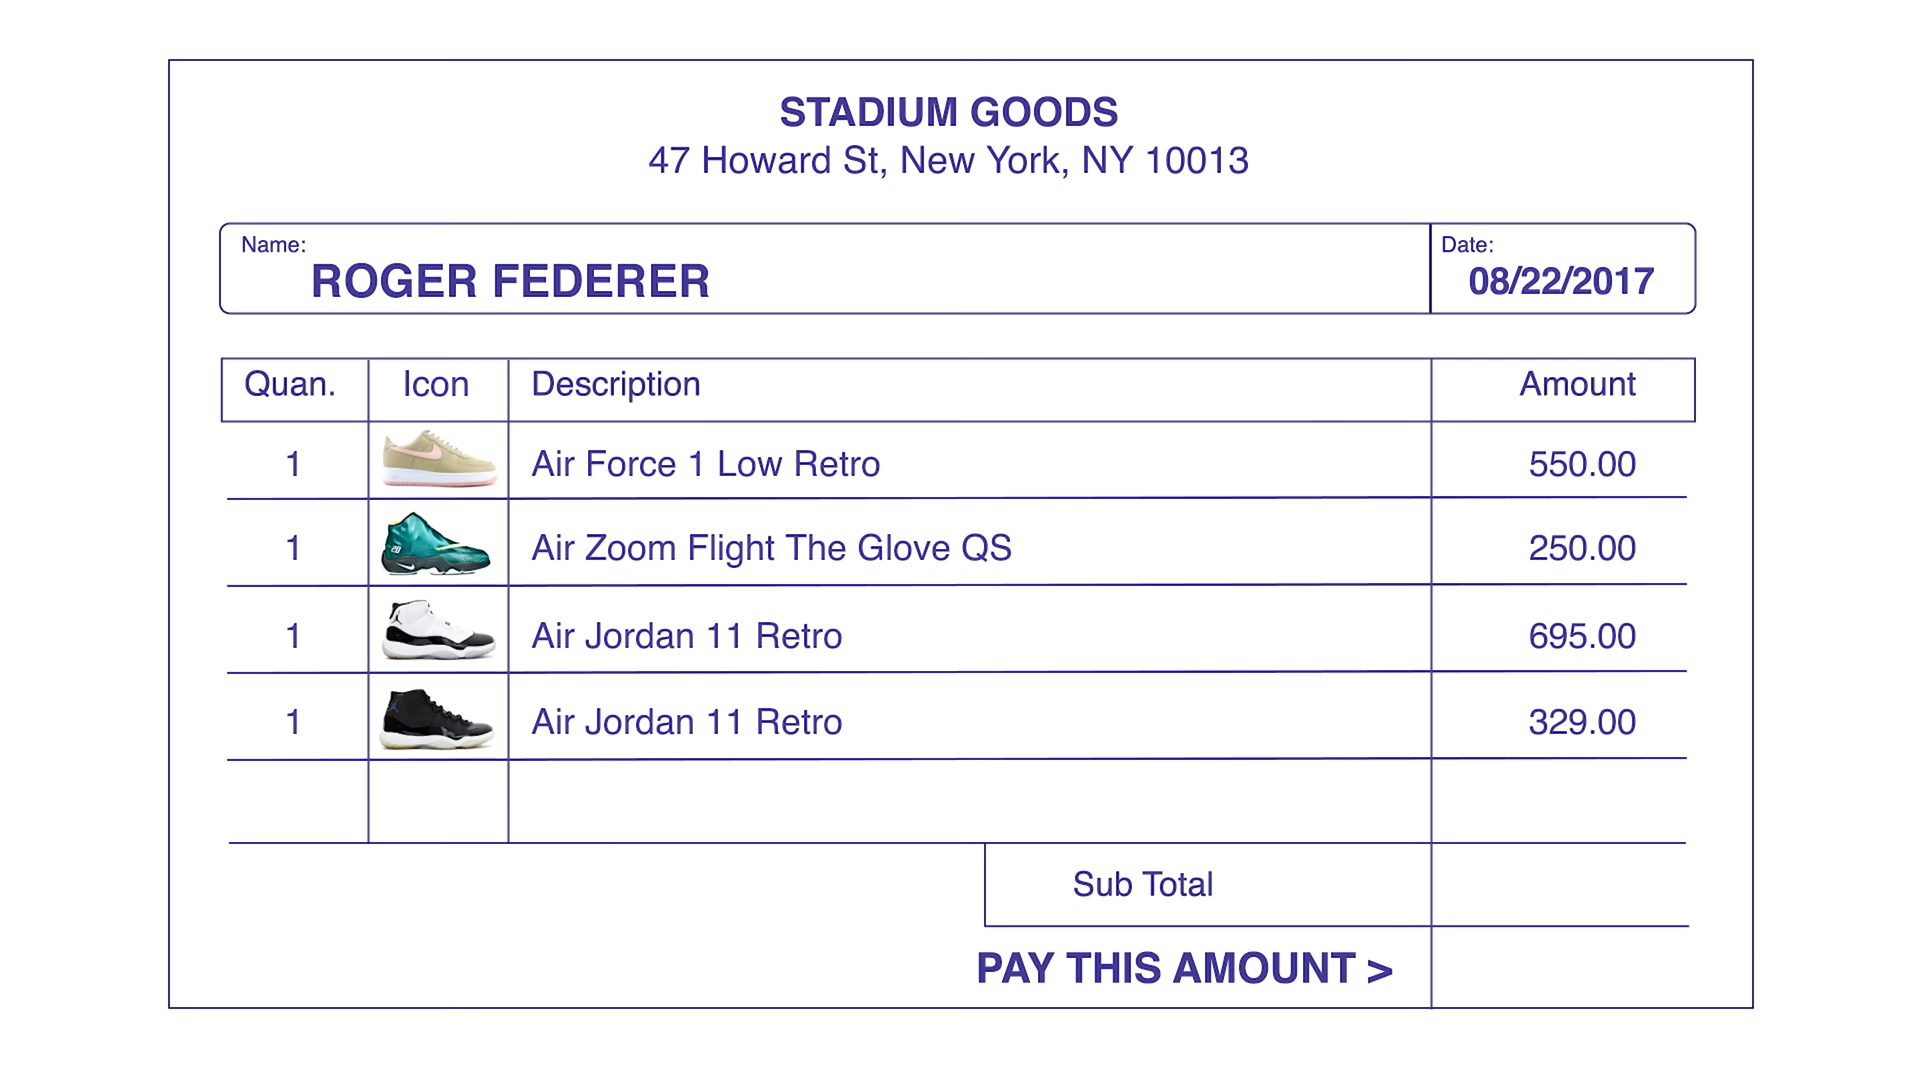 STADIUM GOODS
47 Howard St, New York, NY 10013
Name:
ROGER FEDERER
Date:
08/22/2017
Quan. Icon Description Amount
1 Air Force 1 Low Retro 550.00
20
1 Air Zoom Flight The Glove QS 250.00
1 Air Jordan 11 Retro 695.00
1 Air Jordan 11 Retro 329.00
Sub Total
PAY THIS AMOUNT >